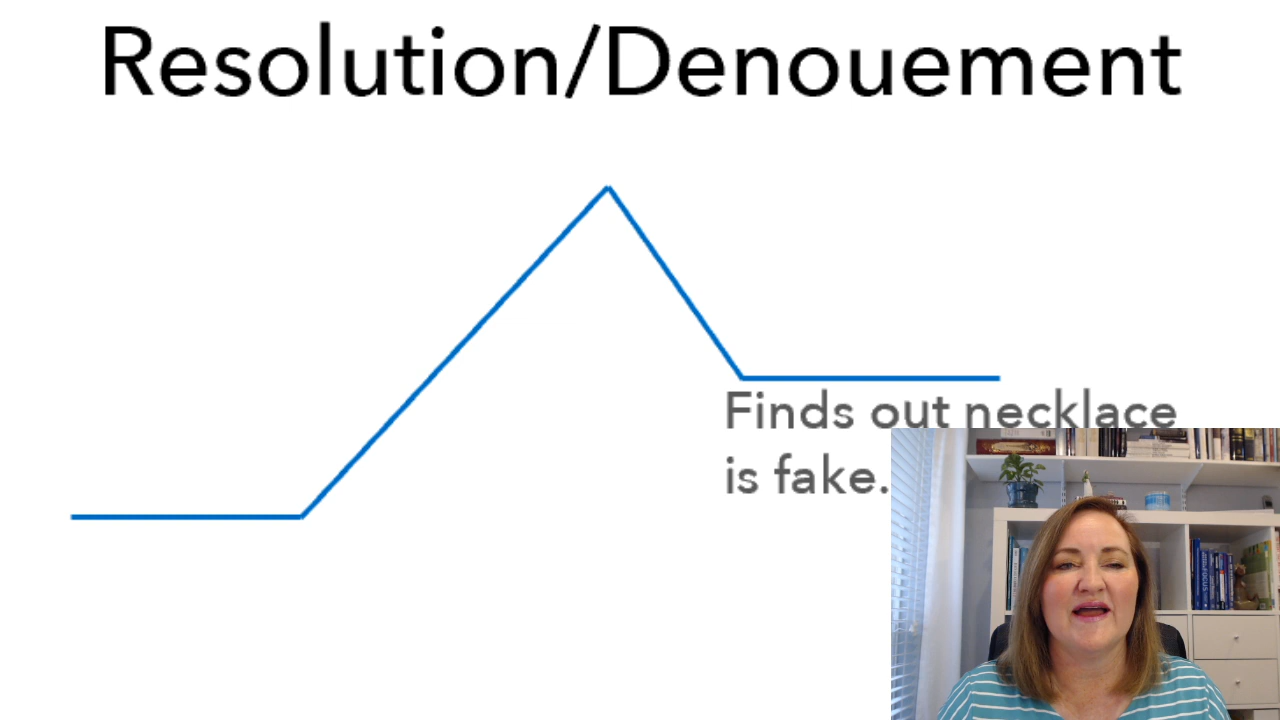 Resolution/Denouement
Finds out necklace
is fake.